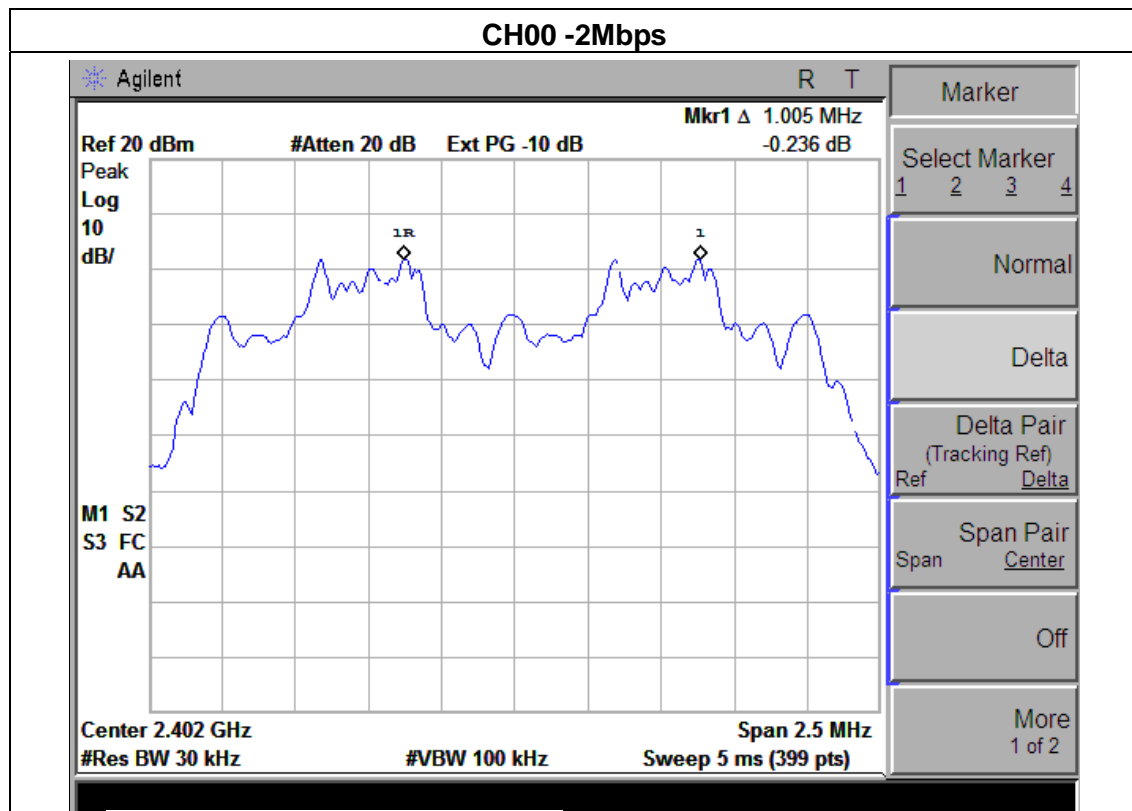 CH00 -2Mbps
Agilent R T
Mkr1 Δ 1.005 MHz
Ref 20 dBm #Atten 20 dB Ext PG -10 dB -0.236 dB
Peak
Log
10
dB/
1R 1
M1 S2
S3 FC
AA
Center 2.402 GHz Span 2.5 MHz
#Res BW 30 kHz #VBW 100 kHz Sweep 5 ms (399 pts)
Marker
Select Marker
1 2 3 4
Normal
Delta
Delta Pair
(Tracking Ref)
Ref Delta
Span Pair
Span Center
Off
More
1 of 2